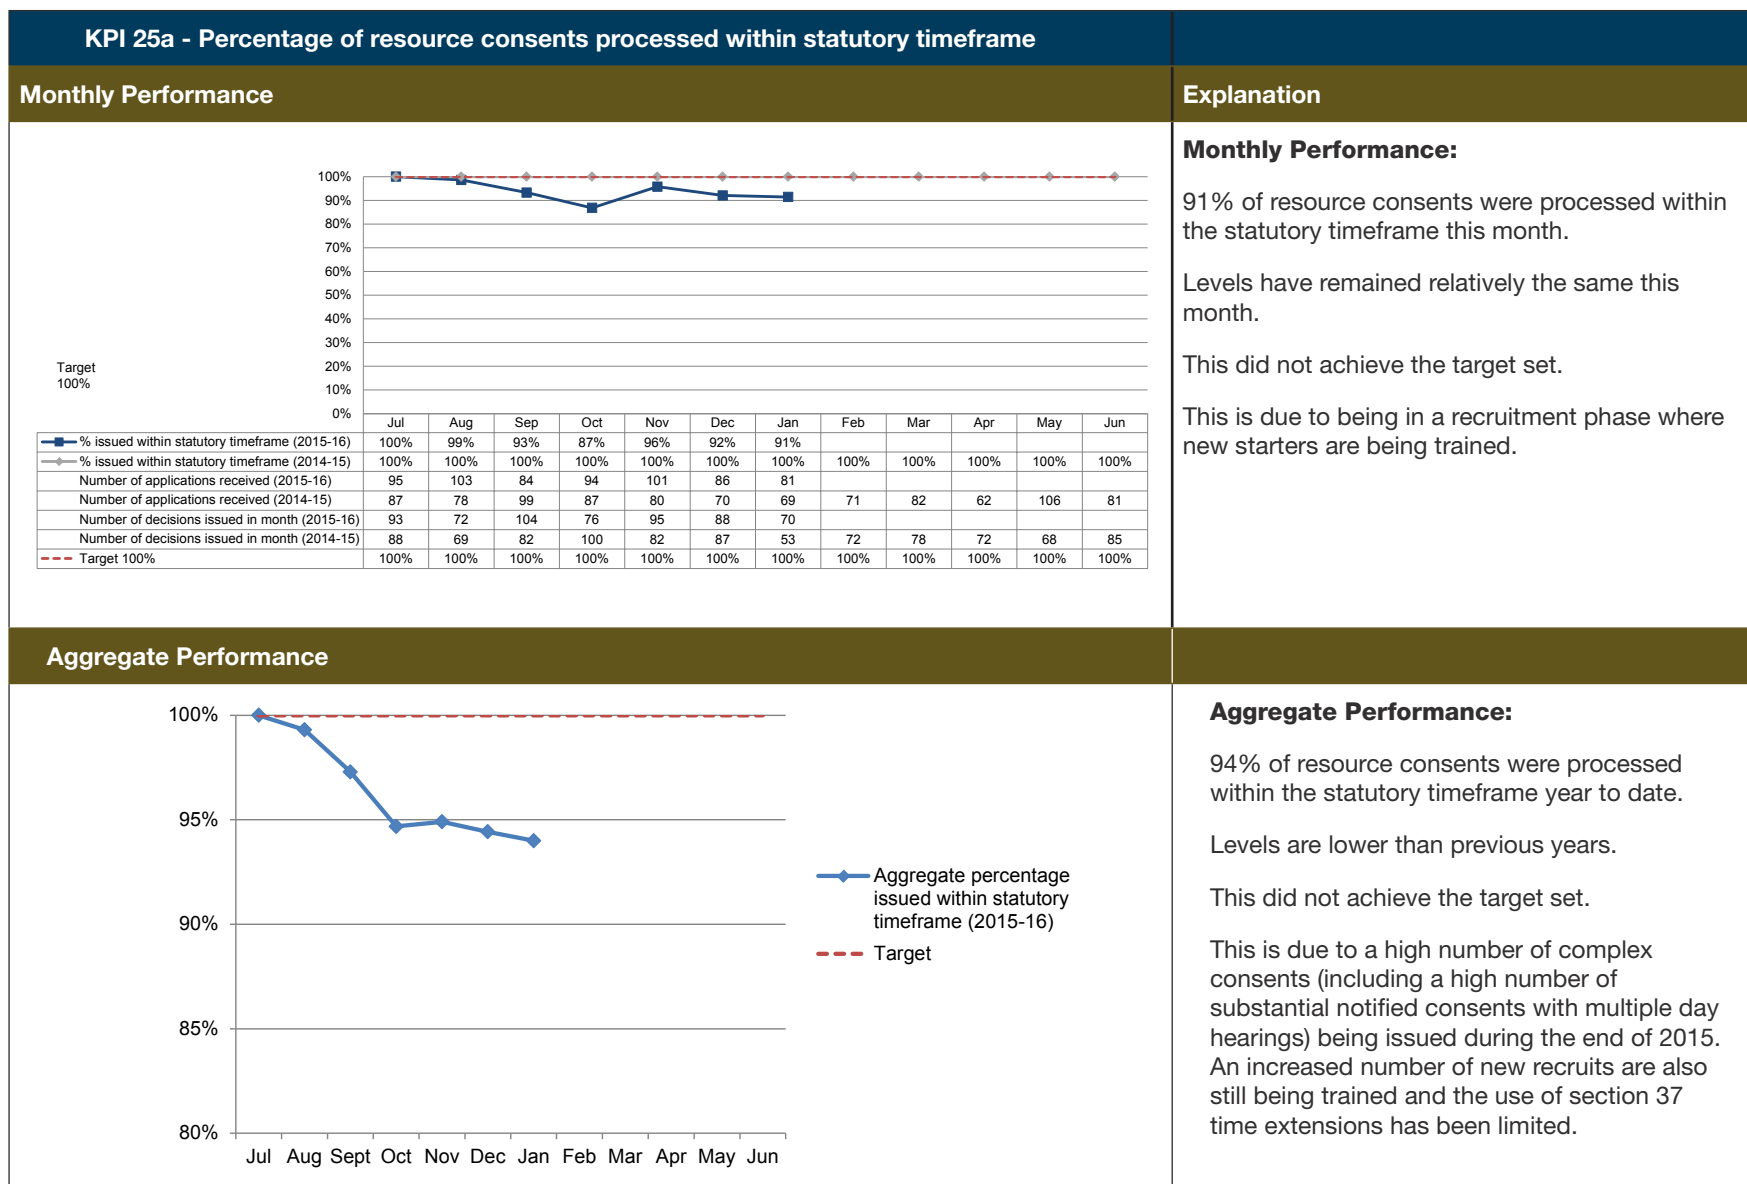 KPI 25a - Percentage of resource consents processed within statutory timeframe
Monthly Performance
Explanation
100%
90%
80%
70%
60%
50%
40%
30%
20%
10%
0%
Target
100%
Jul Aug Sep Oct Nov Dec Jan Feb Mar Apr May Jun
% issued within statutory timeframe (2015-16) 100% 99% 93% 87% 96% 92% 91%
% issued within statutory timeframe (2014-15) 100% 100% 100% 100% 100% 100% 100% 100% 100% 100% 100% 100%
Number of applications received (2015-16) 95 103 84 94 101 86 81
Number of applications received (2014-15) 87 78 99 87 80 70 69 71 82 62 106 81
Number of decisions issued in month (2015-16) 93 72 104 76 95 88 70
Number of decisions issued in month (2014-15) 88 69 82 100 82 87 53 72 78 72 68 85
Target 100% 100% 100% 100% 100% 100% 100% 100% 100% 100% 100% 100% 100%
Monthly Performance:
91% of resource consents were processed within
the statutory timeframe this month.
Levels have remained relatively the same this
month.
This did not achieve the target set.
This is due to being in a recruitment phase where
new starters are being trained.
Aggregate Performance
100%
95%
90%
85%
80%
Jul Aug Sept Oct Nov Dec Jan Feb Mar Apr May Jun
Aggregate percentage
issued within statutory
timeframe (2015-16)
Target
Aggregate Performance:
94% of resource consents were processed
within the statutory timeframe year to date.
Levels are lower than previous years.
This did not achieve the target set.
This is due to a high number of complex
consents (including a high number of
substantial notified consents with multiple day
hearings) being issued during the end of 2015.
An increased number of new recruits are also
still being trained and the use of section 37
time extensions has been limited.